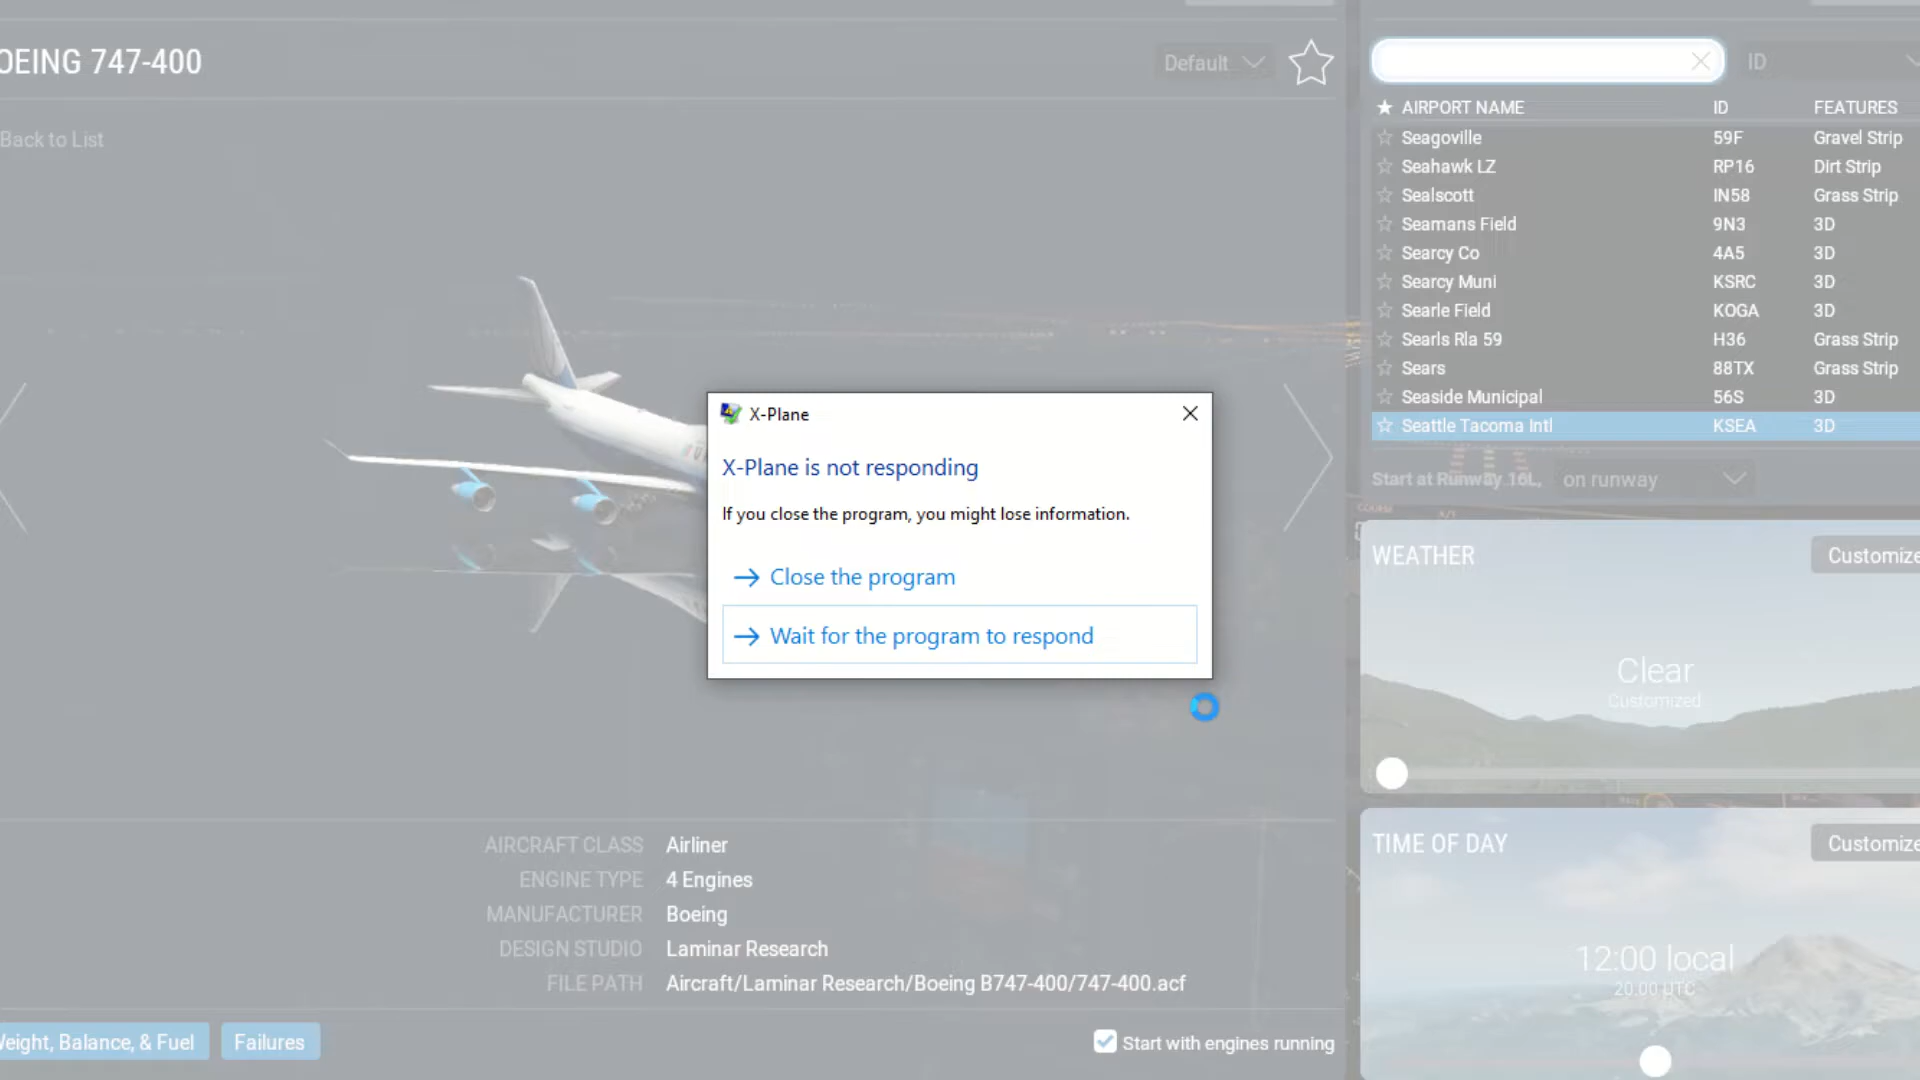 OEING 747-400
Default
Back to List
ID
AIRPORT NAME ID FEATURES
Seagoville 59F Gravel Strip
Seahawk LZ RP16 Dirt Strip
Sealscott IN58 Grass Strip
Seamans Field 9N3 3D
Searcy Co 4A5 3D
Searcy Muni KSRC 3D
Searle Field KOGA 3D
Searls Rla 59 H36 Grass Strip
Sears 88TX Grass Strip
Seaside Municipal 56S 3D
Seattle Tacoma Intl KSEA 3D
Start at Runway 16L, on runway
X-Plane
X-Plane is not responding
If you close the program, you might lose information.
→ Close the program
→ Wait for the program to respond
WEATHER Customize
Clear
Customized
TIME OF DAY Customize
12:00 local
20:00 UTC
AIRCRAFT CLASS Airliner
ENGINE TYPE 4 Engines
MANUFACTURER Boeing
DESIGN STUDIO Laminar Research
FILE PATH Aircraft/Laminar Research/Boeing B747-400/747-400.acf
Weight, Balance, & Fuel
Failures
Start with engines running